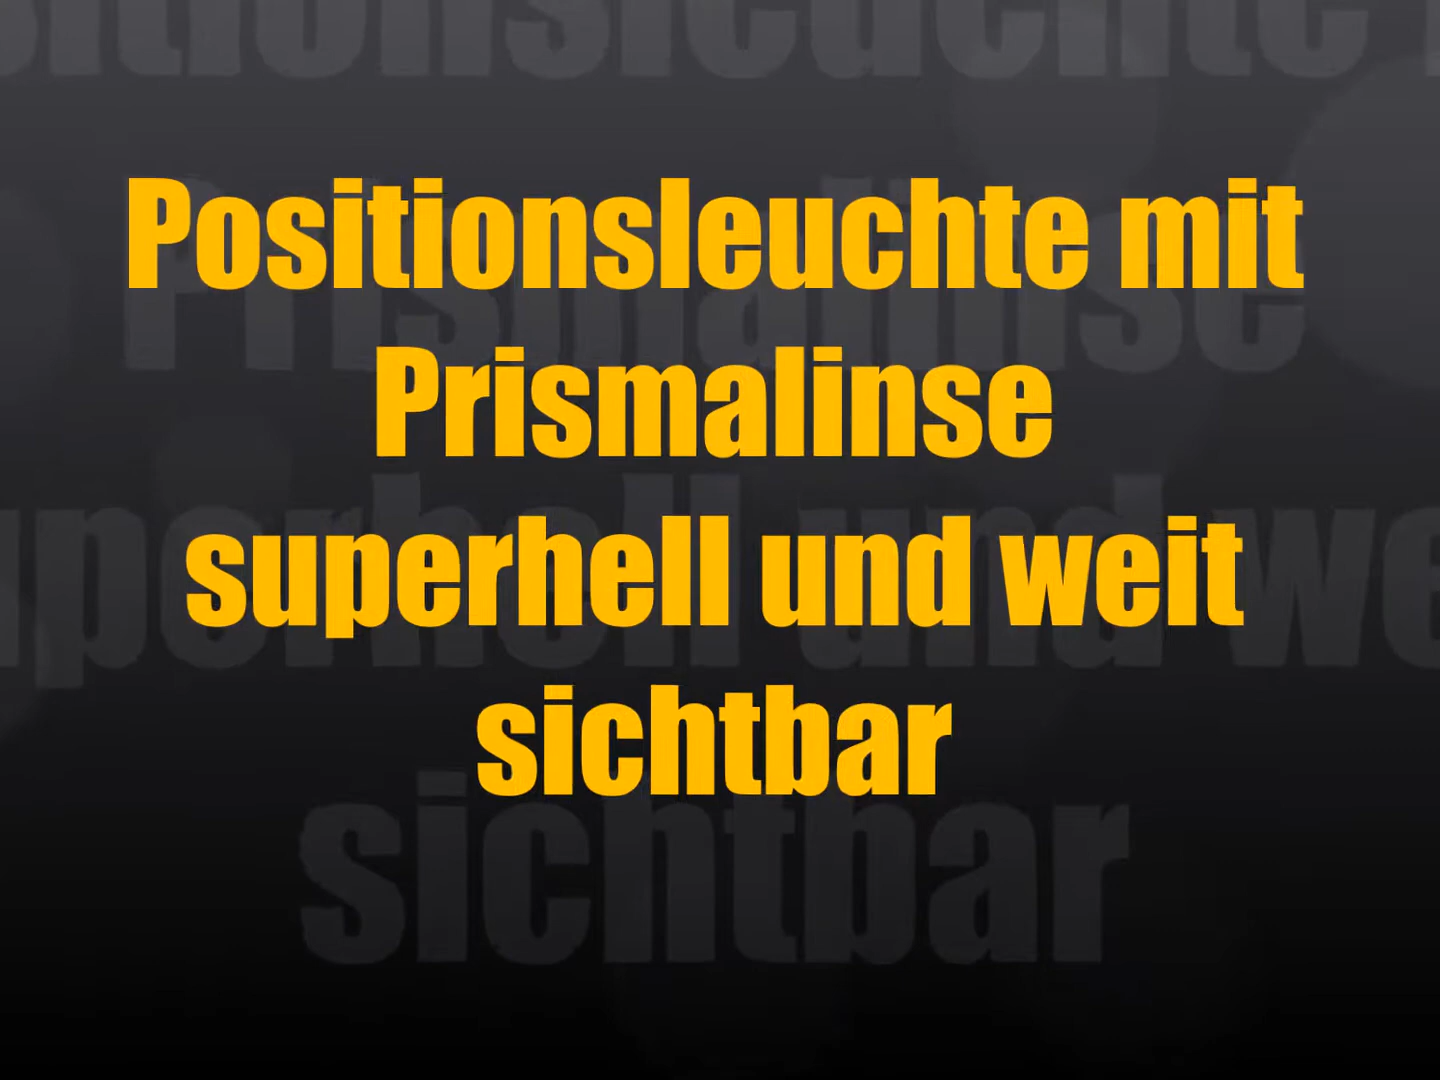 Positionsleuchte mit
Prismalinse
superhell und weit
sichtbar